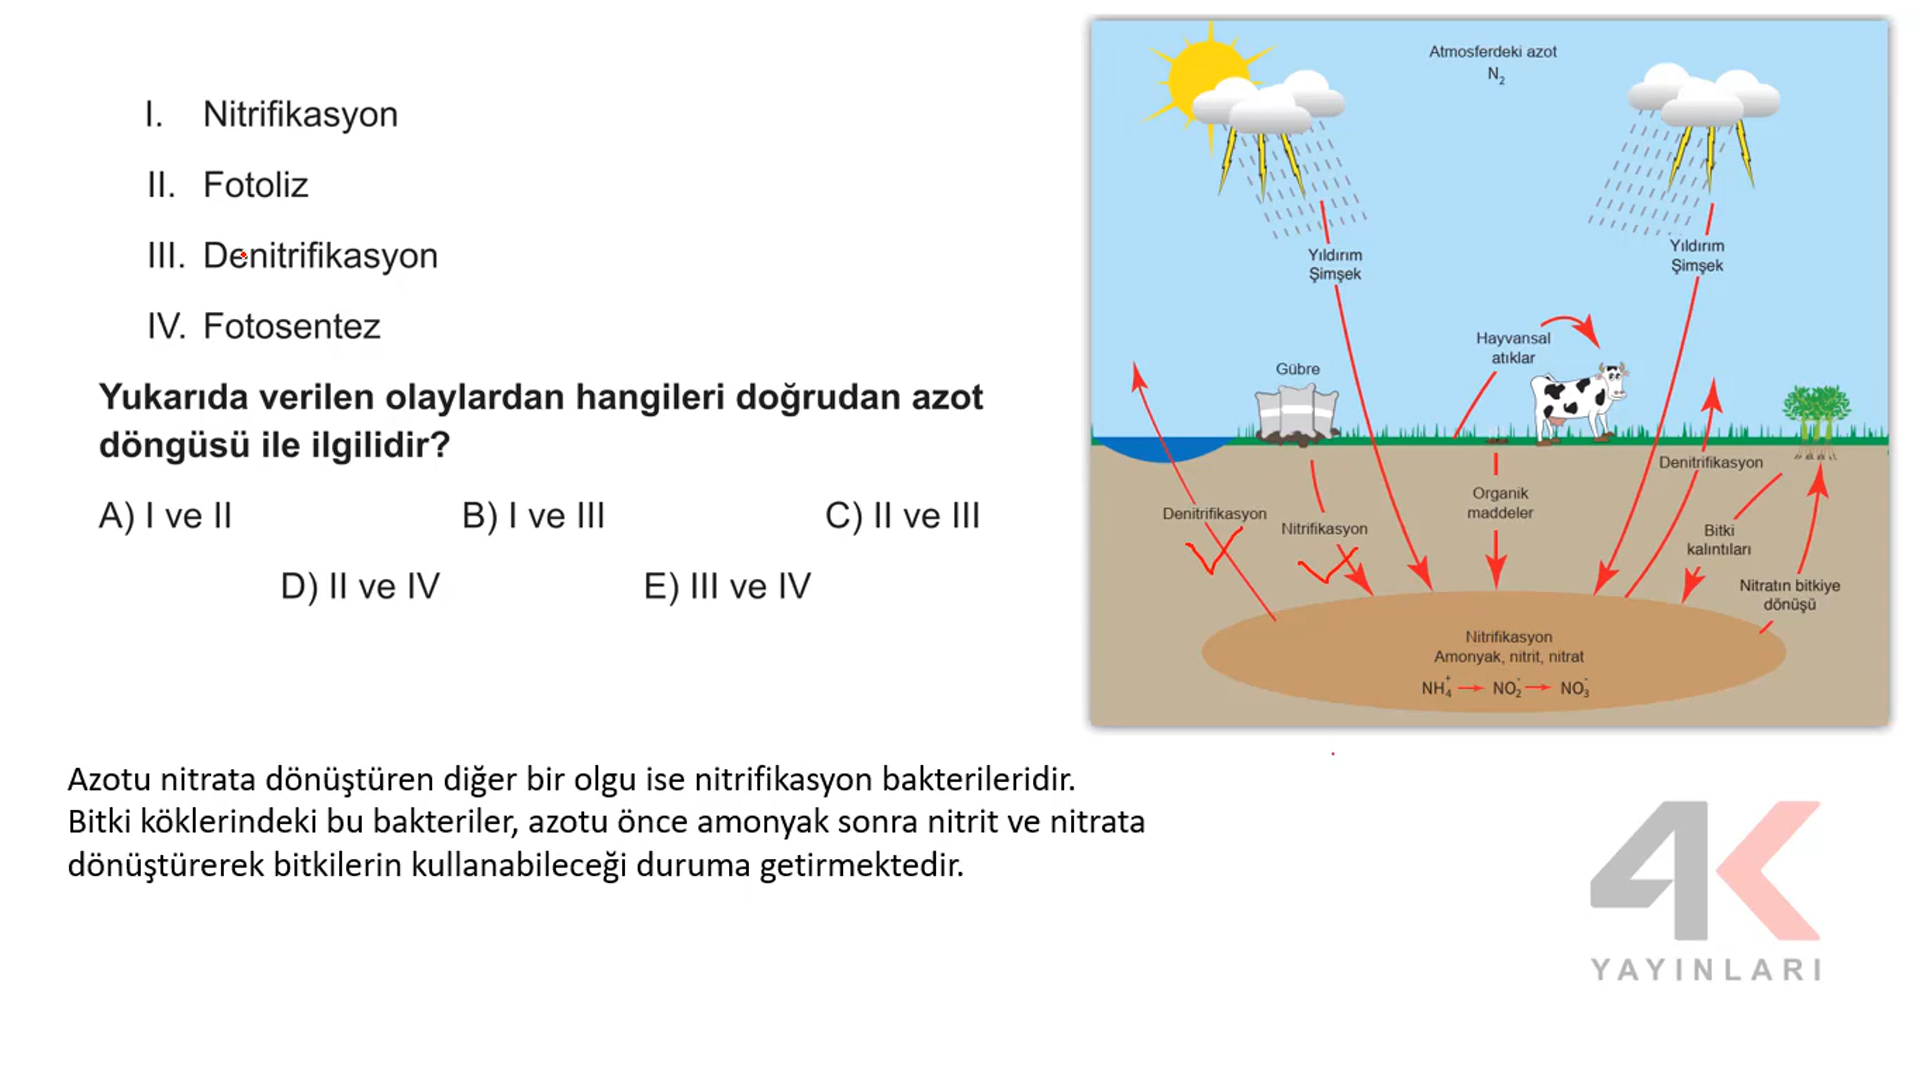 I. Nitrifikasyon
II. Fotoliz
III. Denitrifikasyon
IV. Fotosentez
Yukarıda verilen olaylardan hangileri doğrudan azot
döngüsü ile ilgilidir?
A) I ve II B) I ve III C) II ve III
D) II ve IV E) III ve IV
Atmosferdeki azot
N2
Yıldırım
Şimşek
Yıldırım
Şimşek
Hayvansal
atıklar
Gübre
Denitrifikasyon
Organik
maddeler
Denitrifikasyon
Nitrifikasyon
Bitki
kalıntıları
Nitratın bitkiye
dönüşü
Nitrifikasyon
Amonyak, nitrit, nitrat
NH4+ → NO2- → NO3-
Azotu nitrata dönüştüren diğer bir olgu ise nitrifikasyon bakterileridir.
Bitki köklerindeki bu bakteriler, azotu önce amonyak sonra nitrit ve nitrata
dönüştürerek bitkilerin kullanabileceği duruma getirmektedir.
4K
YAYINLARI